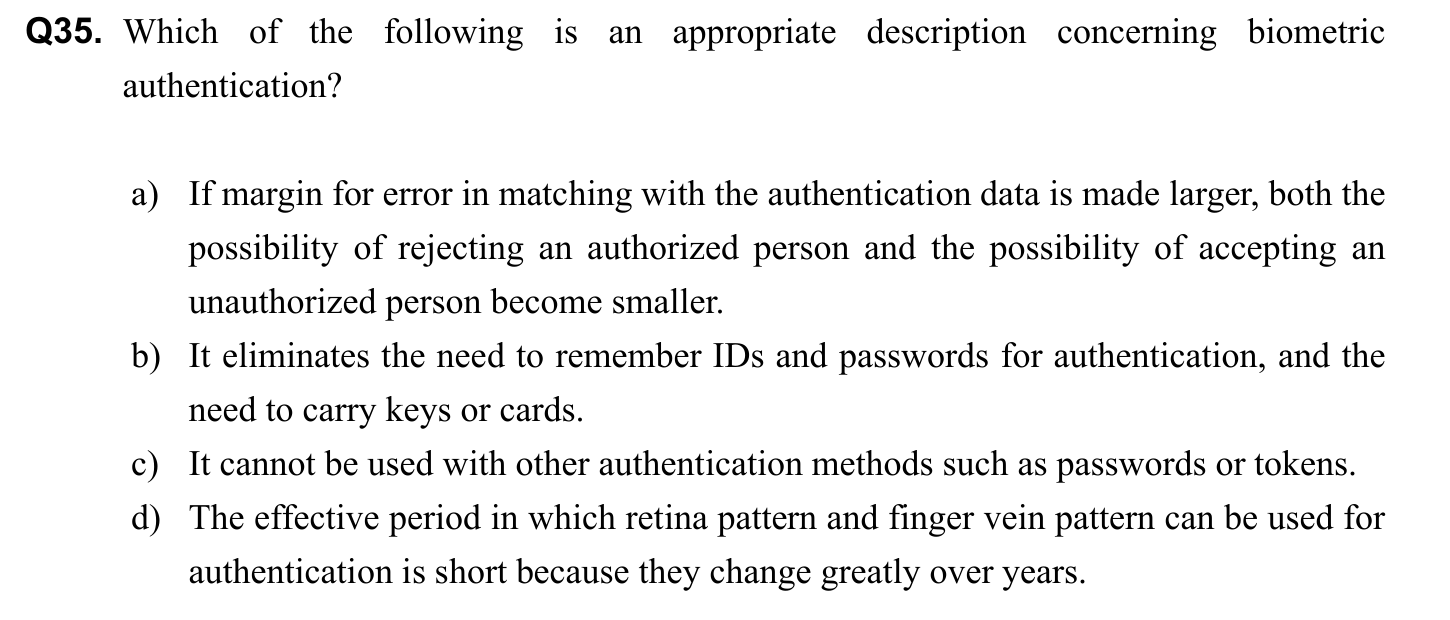 Q35. Which of the following is an appropriate description concerning biometric
authentication?
a) If margin for error in matching with the authentication data is made larger, both the
possibility of rejecting an authorized person and the possibility of accepting an
unauthorized person become smaller.
b) It eliminates the need to remember IDs and passwords for authentication, and the
need to carry keys or cards.
c) It cannot be used with other authentication methods such as passwords or tokens.
d) The effective period in which retina pattern and finger vein pattern can be used for
authentication is short because they change greatly over years.